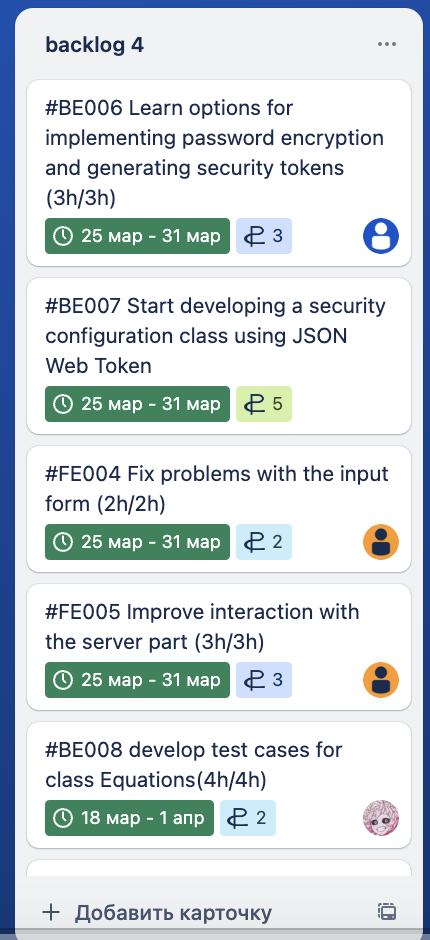 backlog 4
#BE006 Learn options for
implementing password encryption
and generating security tokens
(3h/3h)
25 мар - 31 мар
3
#BE007 Start developing a security
configuration class using JSON
Web Token
25 мар - 31 мар
5
#FE004 Fix problems with the input
form (2h/2h)
25 мар - 31 мар
2
#FE005 Improve interaction with
the server part (3h/3h)
25 мар - 31 мар
3
#BE008 develop test cases for
class Equations(4h/4h)
18 мар - 1 апр
2
Добавить карточку